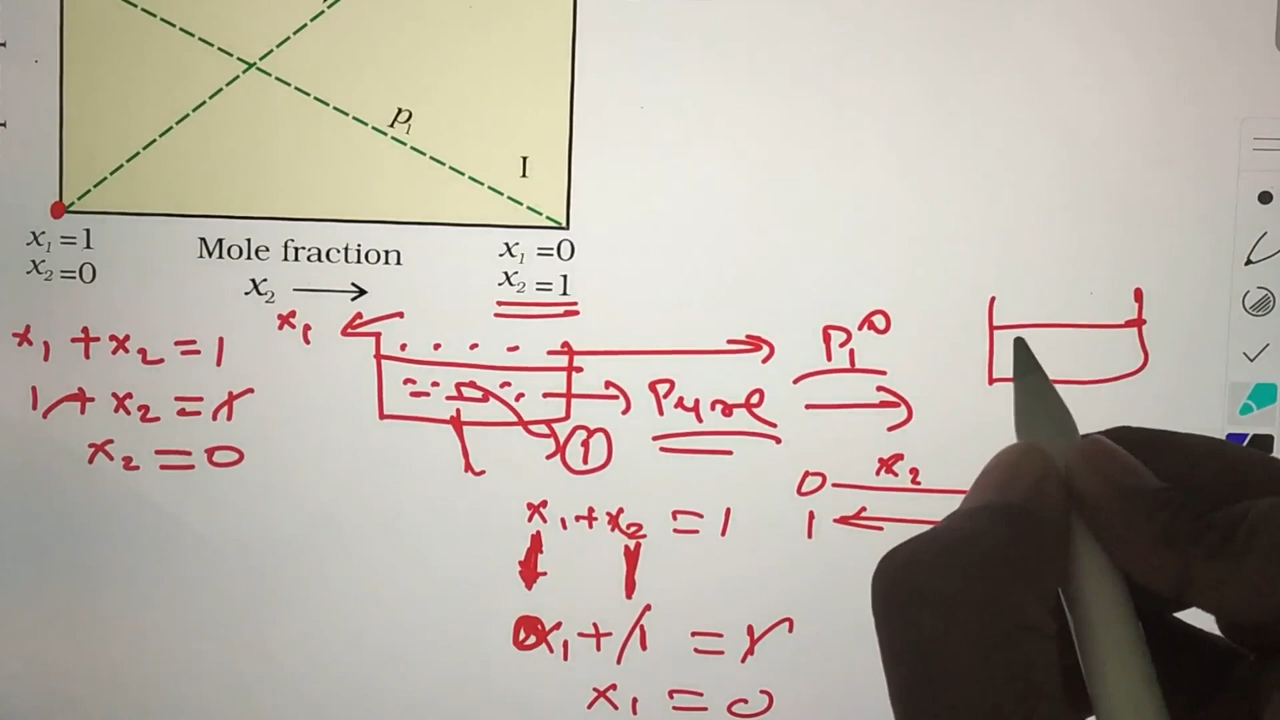 p₁
I
x₁=1
x₂=0
Mole fraction
x₂ ⟶
x₁ =0
x₂ =1
x₁
x₁ + x₂ = 1
1 + x₂ = 1
x₂ = 0
P₁⁰
Pure
1
x₁ + x₂ = 1
0 x₂
1
x₁ + 1 = 1
x₁ = 0